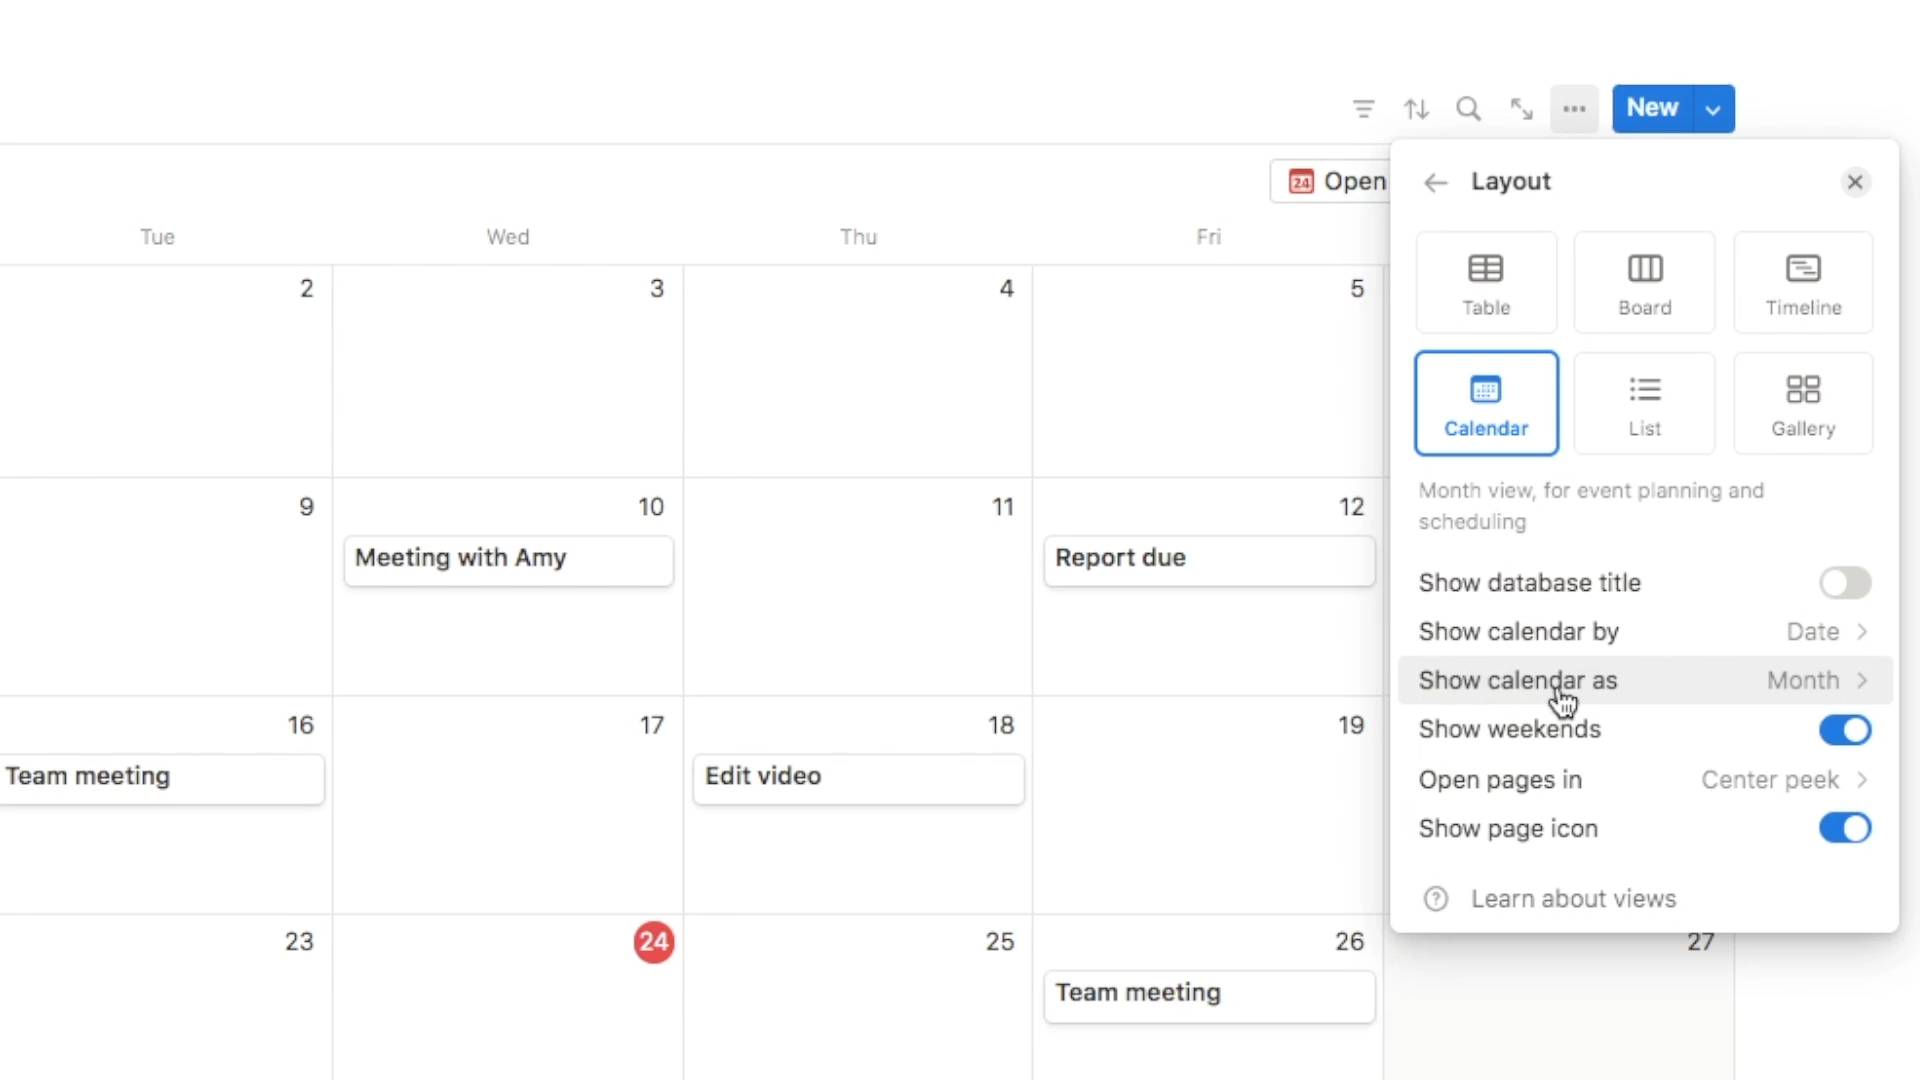 New
24 Open
Layout
Tue Wed Thu Fri
Table Board Timeline
Calendar List Gallery
Month view, for event planning and
scheduling
Show database title
Show calendar by Date
Show calendar as Month
Show weekends
Open pages in Center peek
Show page icon
Learn about views
2 3 4 5
9 10 11 12
Meeting with Amy Report due
16 17 18 19
Team meeting Edit video
23 24 25 26 27
Team meeting